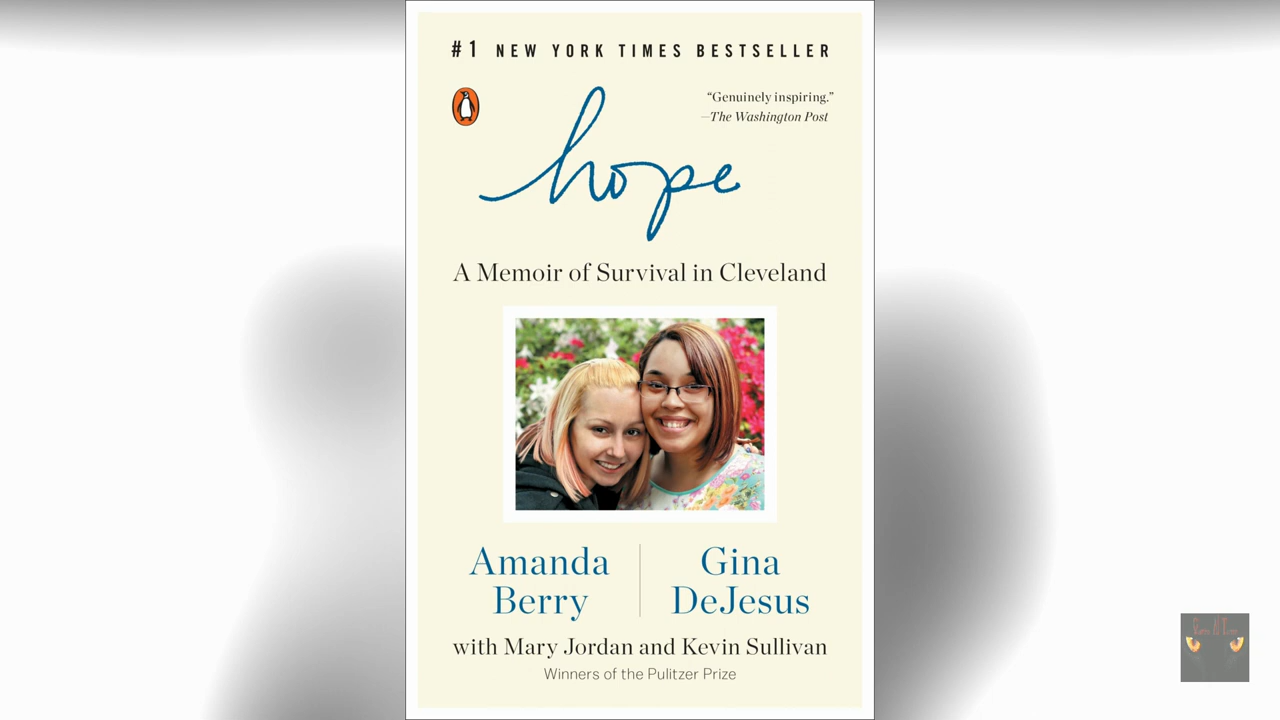 #1 NEW YORK TIMES BESTSELLER
“Genuinely inspiring.”
—The Washington Post
hope
A Memoir of Survival in Cleveland
Amanda Berry
Gina DeJesus
with Mary Jordan and Kevin Sullivan
Winners of the Pulitzer Prize